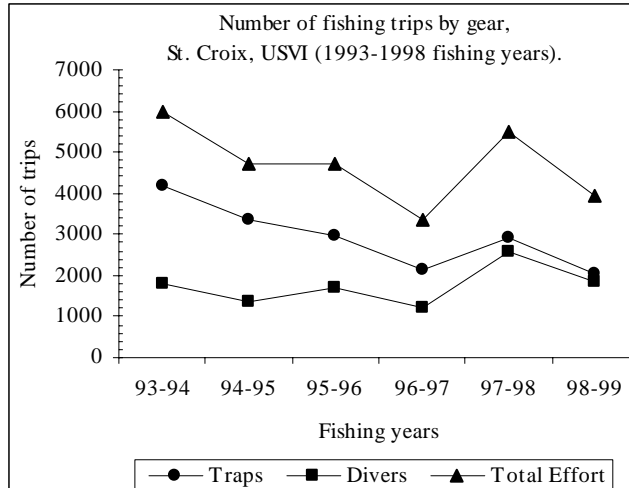 Number of fishing trips by gear,
St. Croix, USVI (1993-1998 fishing years).
7000
6000
5000
4000
3000
2000
1000
0
Number of trips
93-94 94-95 95-96 96-97 97-98 98-99
Fishing years
Traps Divers Total Effort